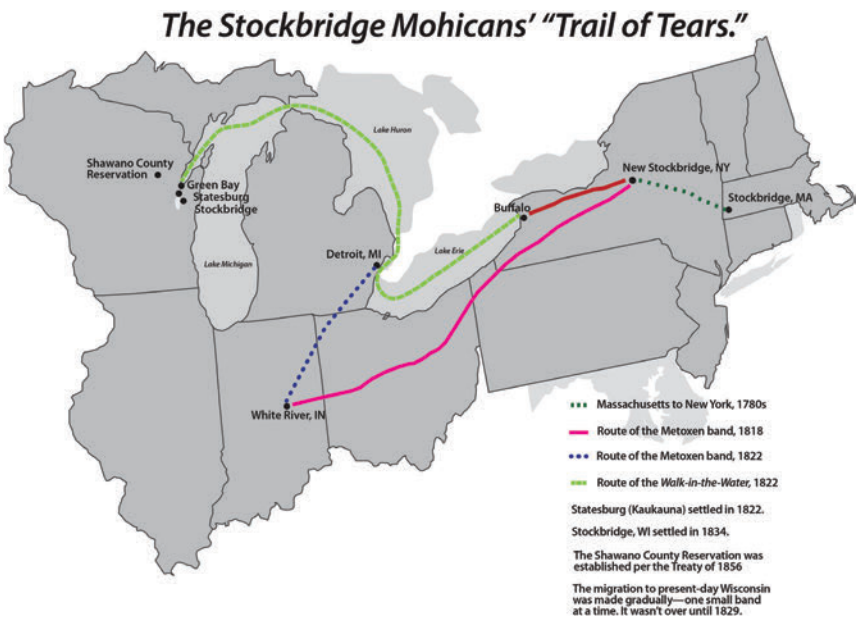 The Stockbridge Mohicans' "Trail of Tears."
Lake Huron
Shawano County
Reservation
Green Bay
Statesburg
Stockbridge
New Stockbridge, NY
Stockbridge, MA
Buffalo
Detroit, MI
Lake Erie
Lake Michigan
White River, IN
Massachusetts to New York, 1780s
Route of the Metoxen band, 1818
Route of the Metoxen band, 1822
Route of the Walk-in-the-Water, 1822
Statesburg (Kaukauna) settled in 1822.
Stockbridge, WI settled in 1834.
The Shawano County Reservation was
established per the Treaty of 1856
The migration to present-day Wisconsin
was made gradually—one small band
at a time. It wasn't over until 1829.